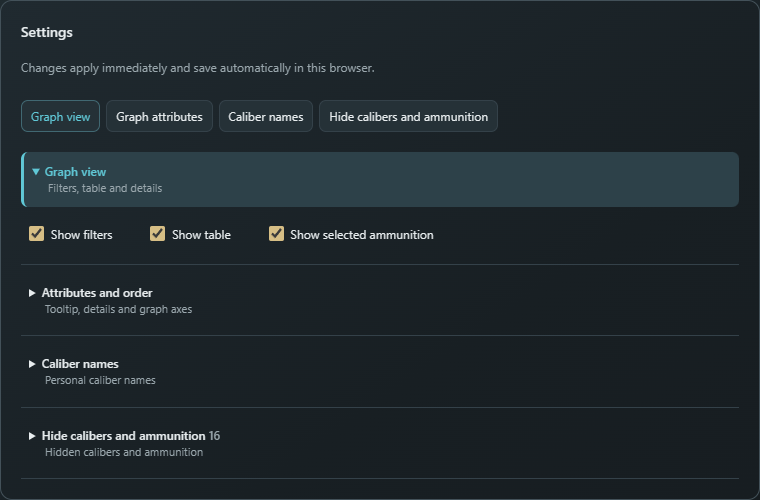 Settings
Changes apply immediately and save automatically in this browser.
Graph view
Graph attributes
Caliber names
Hide calibers and ammunition
Graph view
Filters, table and details
Show filters
Show table
Show selected ammunition
Attributes and order
Tooltip, details and graph axes
Caliber names
Personal caliber names
Hide calibers and ammunition 16
Hidden calibers and ammunition